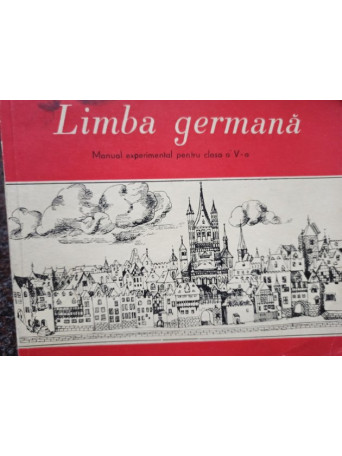 Limba germană
Manual experimental pentru clasa a V-a